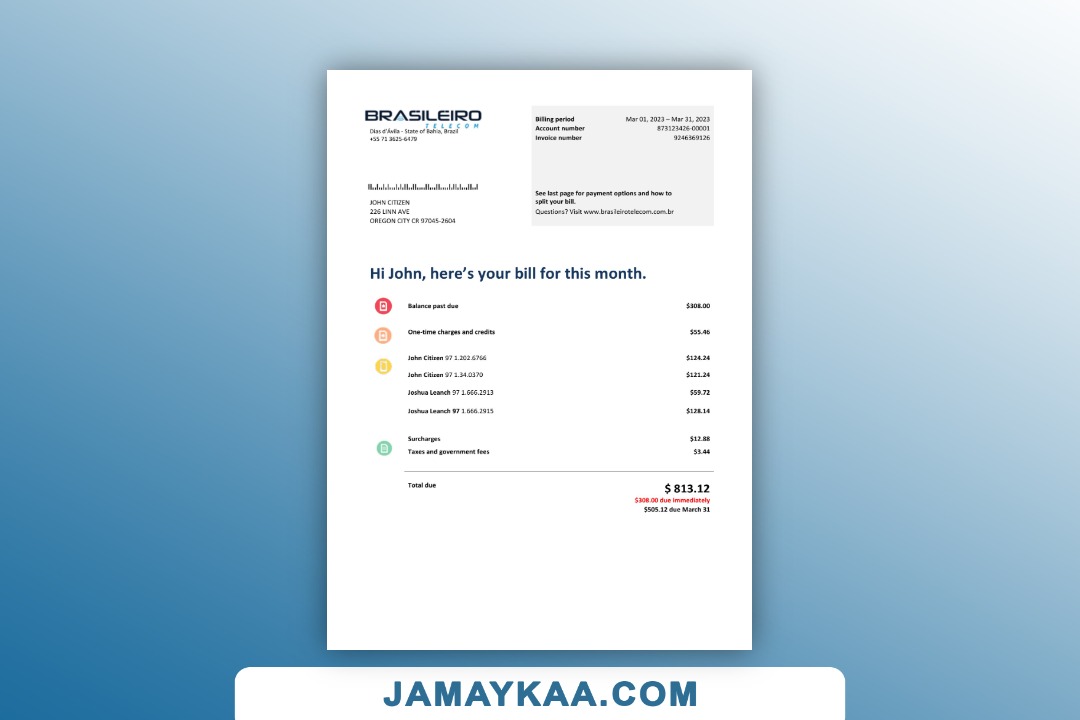 BRASILEIRO
TELECOM
Dias d'Ávila - State of Bahia, Brazil
+55 71 3625-6479
Billing period Mar 01, 2023 – Mar 31, 2023
Account number 873123426-00001
Invoice number 9246369126
See last page for payment options and how to
split your bill.
Questions? Visit www.brasileirotelecom.com.br
JOHN CITIZEN
226 LINN AVE
OREGON CITY CR 97045-2604
Hi John, here's your bill for this month.
Balance past due $308.00
One-time charges and credits $55.46
John Citizen 97 1.202.6766 $124.24
John Citizen 97 1.34.0370 $121.24
Joshua Leanch 97 1.666.2913 $59.72
Joshua Leanch 97 1.666.2915 $128.14
Surcharges $12.88
Taxes and government fees $3.44
Total due $ 813.12
$308.00 due immediately
$505.12 due March 31
JAMAYKAA.COM